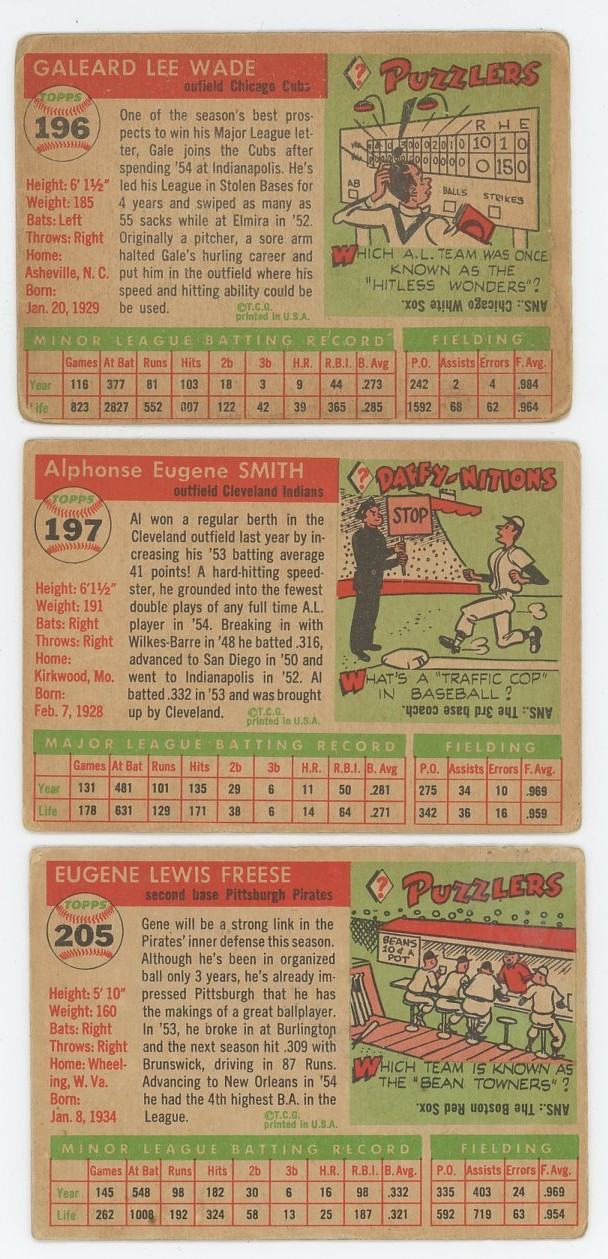 GALEARD LEE WADE
outfield Chicago Cubs
TOPPS
196
Height: 6' 1½"
Weight: 185
Bats: Left
Throws: Right
Home:
Asheville, N. C.
Born:
Jan. 20, 1929
One of the season's best pros-
pects to win his Major League let-
ter, Gale joins the Cubs after
spending '54 at Indianapolis. He's
led his League in Stolen Bases for
4 years and swiped as many as
55 sacks while at Elmira in '52.
Originally a pitcher, a sore arm
halted Gale's hurling career and
put him in the outfield where his
speed and hitting ability could be
be used.
©T.C.G.
printed in U.S.A.
? PUZZLERS
R H E
10 1 0
0 15 0
AB
BALLS
STRIKES
WHICH A.L. TEAM WAS ONCE
KNOWN AS THE
"HITLESS WONDERS"?
ANS.: Chicago White Sox.
MINOR LEAGUE BATTING RECORD FIELDING
Games At Bat Runs Hits 2b 3b H.R. R.B.I. B. Avg P.O. Assists Errors F. Avg.
Year 116 377 81 103 18 3 9 44 .273 242 2 4 .984
Life 823 2827 552 807 122 42 39 365 .285 1592 68 62 .964
Alphonse Eugene SMITH
outfield Cleveland Indians
TOPPS
197
Height: 6'1½"
Weight: 191
Bats: Right
Throws: Right
Home:
Kirkwood, Mo.
Born:
Feb. 7, 1928
Al won a regular berth in the
Cleveland outfield last year by in-
creasing his '53 batting average
41 points! A hard-hitting speed-
ster, he grounded into the fewest
double plays of any full time A.L.
player in '54. Breaking in with
Wilkes-Barre in '48 he batted .316,
advanced to San Diego in '50 and
went to Indianapolis in '52. Al
batted .332 in '53 and was brought
up by Cleveland.
©T.C.G.
printed in U.S.A.
? DAFFY-NITIONS
STOP
WHAT'S A "TRAFFIC COP"
IN BASEBALL?
ANS.: The 3rd base coach.
MAJOR LEAGUE BATTING RECORD FIELDING
Games At Bat Runs Hits 2b 3b H.R. R.B.I. B. Avg P.O. Assists Errors F.Avg.
Year 131 481 101 135 29 6 11 50 .281 275 34 10 .969
Life 178 631 129 171 38 6 14 64 .271 342 36 16 .959
EUGENE LEWIS FREESE
second base Pittsburgh Pirates
TOPPS
205
Height: 5' 10"
Weight: 160
Bats: Right
Throws: Right
Home: Wheel-
ing, W. Va.
Born:
Jan. 8, 1934
Gene will be a strong link in the
Pirates' inner defense this season.
Although he's been in organized
ball only 3 years, he's already im-
pressed Pittsburgh that he has
the makings of a great ballplayer.
In '53, he broke in at Burlington
and the next season hit .309 with
Brunswick, driving in 87 Runs.
Advancing to New Orleans in '54
he had the 4th highest B.A. in the
League.
©T.C.G.
printed in U.S.A.
? PUZZLERS
BEANS
10¢ A
POT
WHICH TEAM IS KNOWN AS
THE "BEAN TOWNERS"?
ANS.: The Boston Red Sox.
MINOR LEAGUE BATTING RECORD FIELDING
Games At Bat Runs Hits 2b 3b H.R. R.B.I. B. Avg. P.O. Assists Errors F. Avg.
Year 145 548 98 182 30 6 16 98 .332 335 403 24 .969
Life 262 1008 192 324 58 13 25 187 .321 592 719 63 .954